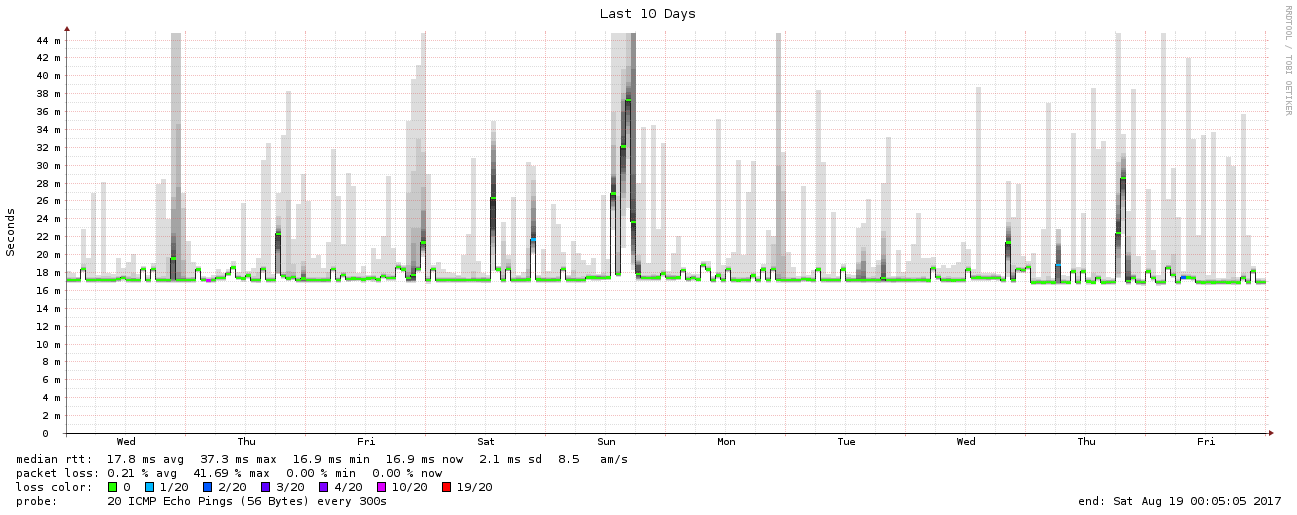 Last 10 Days
RRDTOOL / TOBI OETIKER
Seconds
44 m
42 m
40 m
38 m
36 m
34 m
32 m
30 m
28 m
26 m
24 m
22 m
20 m
18 m
16 m
14 m
12 m
10 m
8 m
6 m
4 m
2 m
0
Wed Thu Fri Sat Sun Mon Tue Wed Thu Fri
median rtt: 17.8 ms avg 37.3 ms max 16.9 ms min 16.9 ms now 2.1 ms sd 8.5 am/s
packet loss: 0.21 % avg 41.69 % max 0.00 % min 0.00 % now
loss color: 0 1/20 2/20 3/20 4/20 10/20 19/20
probe: 20 ICMP Echo Pings (56 Bytes) every 300s end: Sat Aug 19 00:05:05 2017